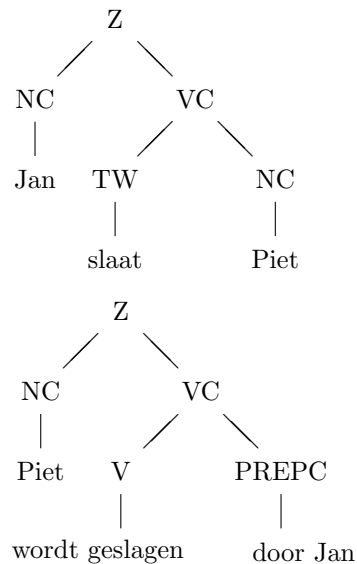 Z
NC VC
Jan TW NC
slaat Piet
Z
NC VC
Piet V PREPC
wordt geslagen door Jan